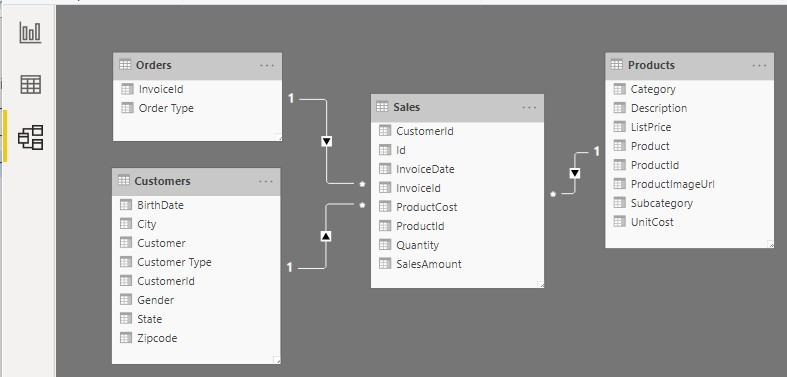 Orders
InvoiceId
Order Type
Customers
BirthDate
City
Customer
Customer Type
CustomerId
Gender
State
Zipcode
1
*
1
*
Sales
CustomerId
Id
InvoiceDate
InvoiceId
ProductCost
ProductId
Quantity
SalesAmount
*
1
Products
Category
Description
ListPrice
Product
ProductId
ProductImageUrl
Subcategory
UnitCost